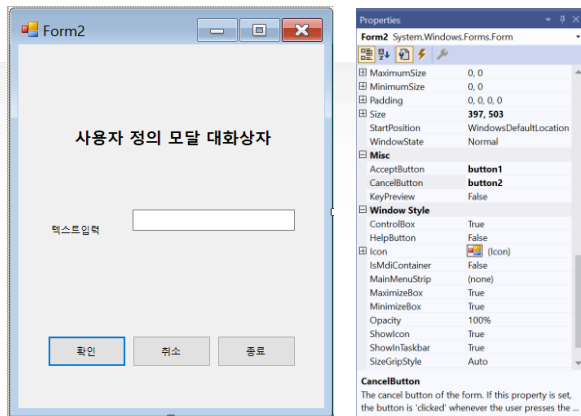 Form2
사용자 정의 모달 대화상자
텍스트입력
확인
취소
종료
Properties
Form2 System.Windows.Forms.Form
MaximumSize 0, 0
MinimumSize 0, 0
Padding 0, 0, 0, 0
Size 397, 503
StartPosition WindowsDefaultLocation
WindowState Normal
Misc
AcceptButton button1
CancelButton button2
KeyPreview False
Window Style
ControlBox True
HelpButton False
Icon (Icon)
IsMdiContainer False
MainMenuStrip (none)
MaximizeBox True
MinimizeBox True
Opacity 100%
ShowIcon True
ShowInTaskbar True
SizeGripStyle Auto
CancelButton
The cancel button of the form. If this property is set,
the button is 'clicked' whenever the user presses the ...